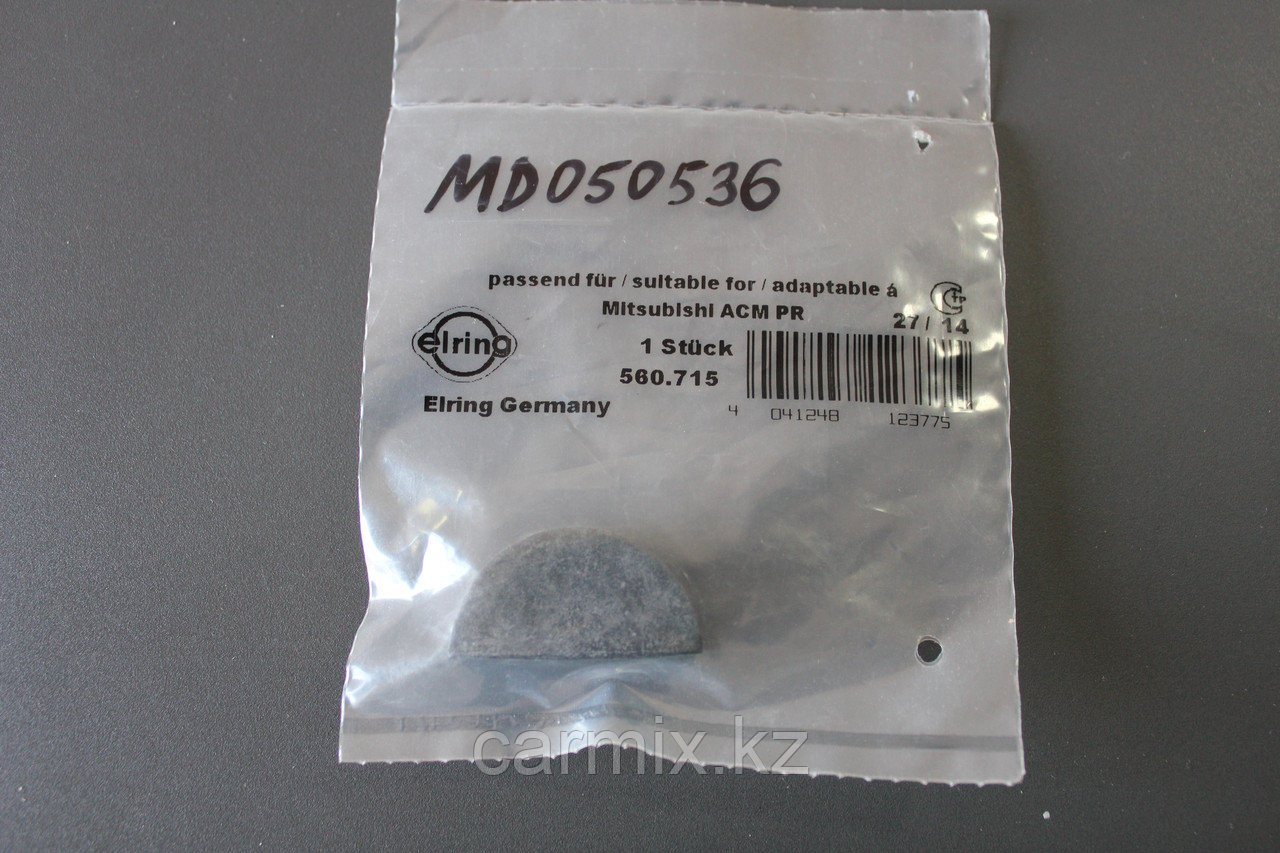 MD050536
passend für / suitable for / adaptable á
Mitsubishi ACM PR
27 / 14
elring
1 Stück
560.715
Elring Germany
4 041248 123775
carmix.kz